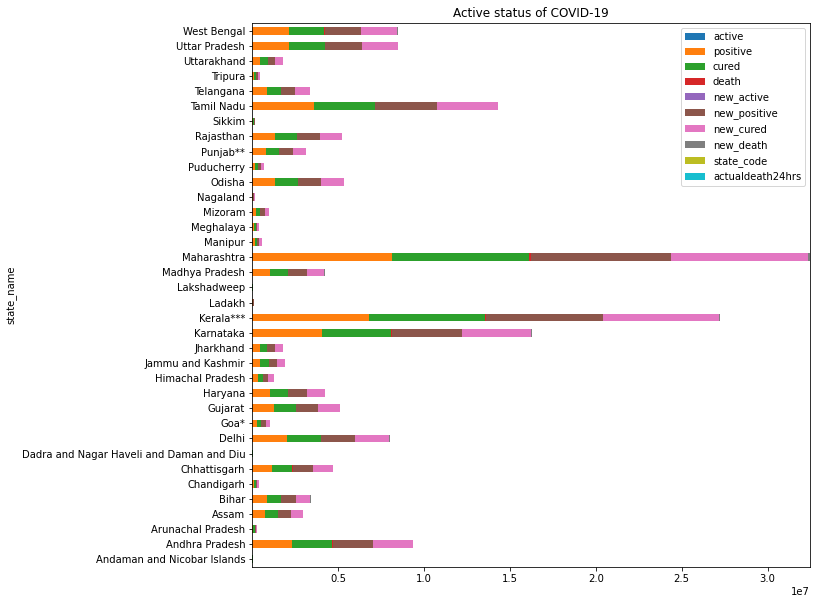 Active status of COVID-19
active
positive
cured
death
new_active
new_positive
new_cured
new_death
state_code
actualdeath24hrs
state_name
West Bengal
Uttar Pradesh
Uttarakhand
Tripura
Telangana
Tamil Nadu
Sikkim
Rajasthan
Punjab**
Puducherry
Odisha
Nagaland
Mizoram
Meghalaya
Manipur
Maharashtra
Madhya Pradesh
Lakshadweep
Ladakh
Kerala***
Karnataka
Jharkhand
Jammu and Kashmir
Himachal Pradesh
Haryana
Gujarat
Goa*
Delhi
Dadra and Nagar Haveli and Daman and Diu
Chhattisgarh
Chandigarh
Bihar
Assam
Arunachal Pradesh
Andhra Pradesh
Andaman and Nicobar Islands
0.5 1.0 1.5 2.0 2.5 3.0
1e7